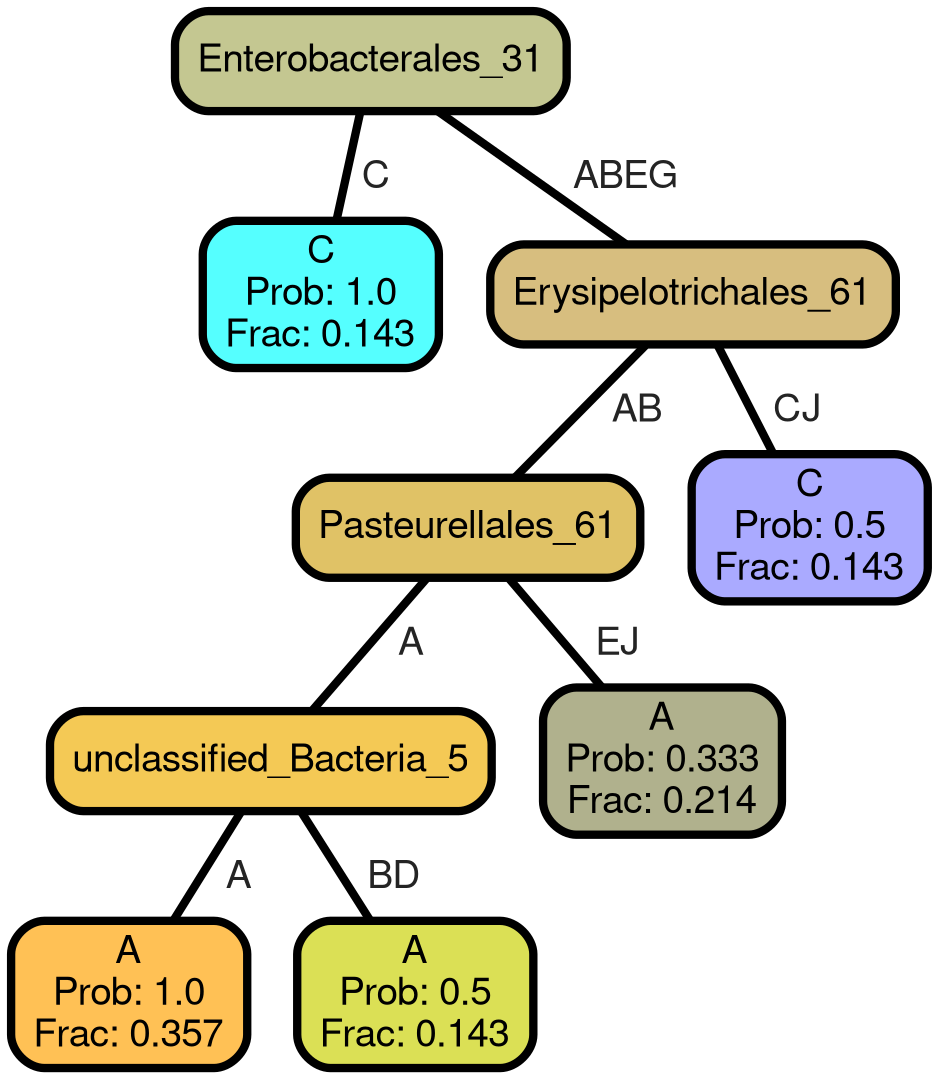 Enterobacterales_31
C
ABEG
C
Prob: 1.0
Frac: 0.143
Erysipelotrichales_61
AB
CJ
Pasteurellales_61
C
Prob: 0.5
Frac: 0.143
A
EJ
unclassified_Bacteria_5
A
Prob: 0.333
Frac: 0.214
A
BD
A
Prob: 1.0
Frac: 0.357
A
Prob: 0.5
Frac: 0.143